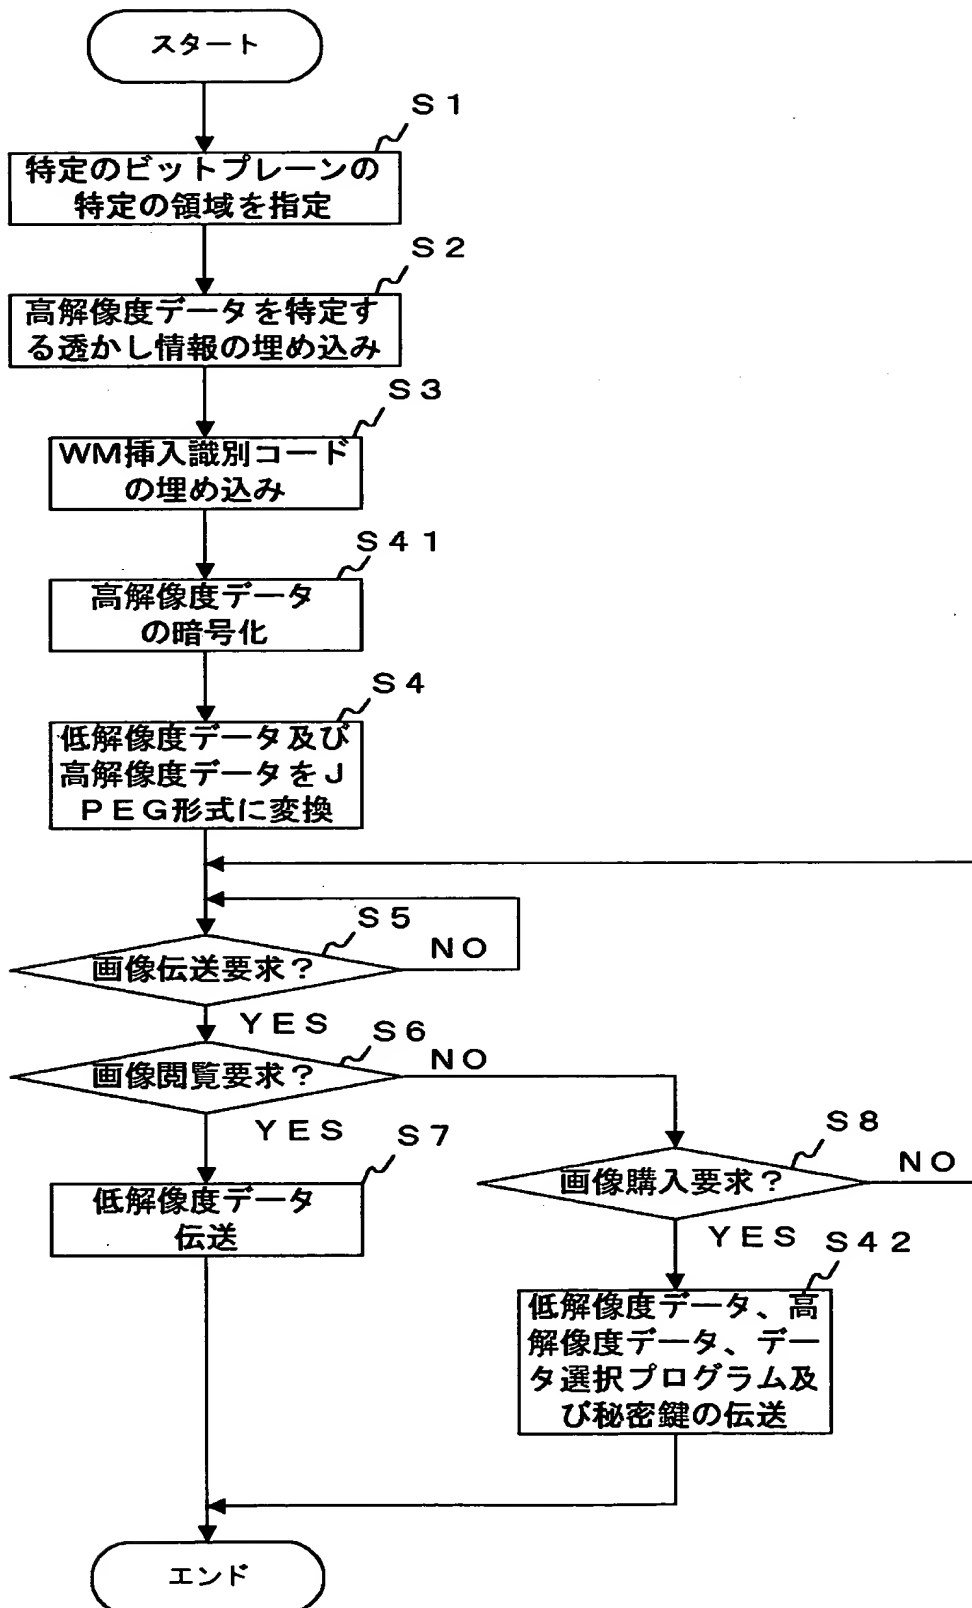 スタート
S1
特定のビットプレーンの
特定の領域を指定
S2
高解像度データを特定す
る透かし情報の埋め込み
S3
WM挿入識別コード
の埋め込み
S41
高解像度データ
の暗号化
S4
低解像度データ及び
高解像度データをJ
PEG形式に変換
S5
画像伝送要求?
NO
YES
S6
画像閲覧要求?
NO
YES
S7
低解像度データ
伝送
S8
画像購入要求?
NO
YES
S42
低解像度データ、高
解像度データ、デー
タ選択プログラム及
び秘密鍵の伝送
エンド